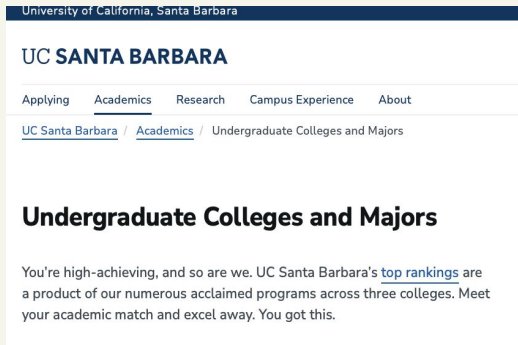 University of California, Santa Barbara
UC SANTA BARBARA
Applying Academics Research Campus Experience About
UC Santa Barbara / Academics / Undergraduate Colleges and Majors
Undergraduate Colleges and Majors
You're high-achieving, and so are we. UC Santa Barbara's top rankings are
a product of our numerous acclaimed programs across three colleges. Meet
your academic match and excel away. You got this.